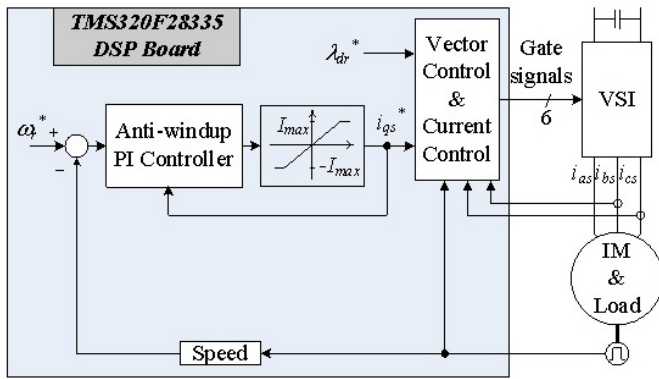 TMS320F28335
DSP Board
λdr*
Vector
Control
&
Current
Control
Gate
signals
6
VSI
ωr*
+
−
Anti-windup
PI Controller
Imax
−Imax
iqs*
ias ibs ics
IM
&
Load
Speed